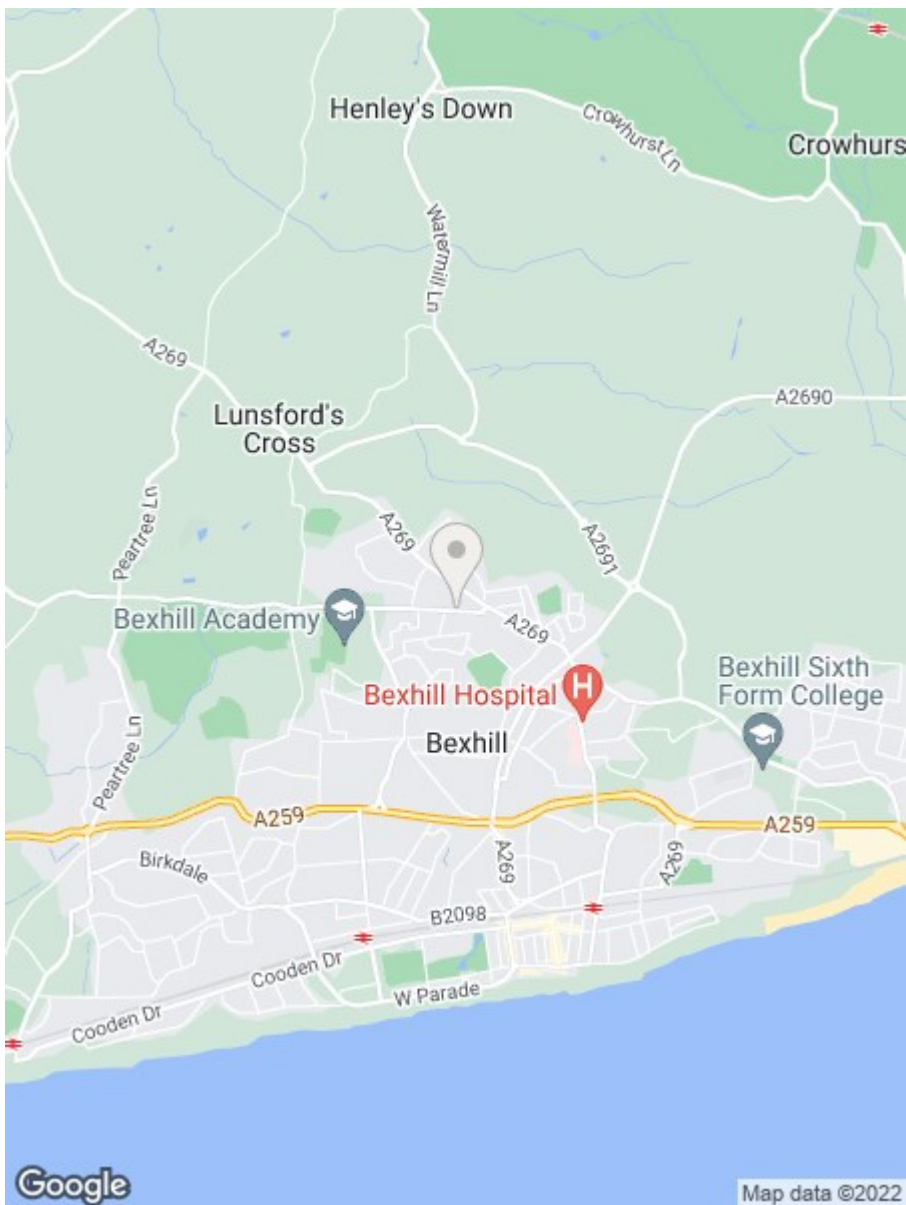 Henley's Down
Crowhurst Ln
Crowhurs
Watermill Ln
A269
A2690
Lunsford's
Cross
Peartree Ln
A269
A2691
Bexhill Academy
A269
Bexhill Sixth
Form College
Bexhill Hospital
H
Bexhill
Peartree Ln
A259
A259
Birkdale
A269
A269
B2098
Cooden Dr
W Parade
Cooden Dr
Google
Map data ©2022